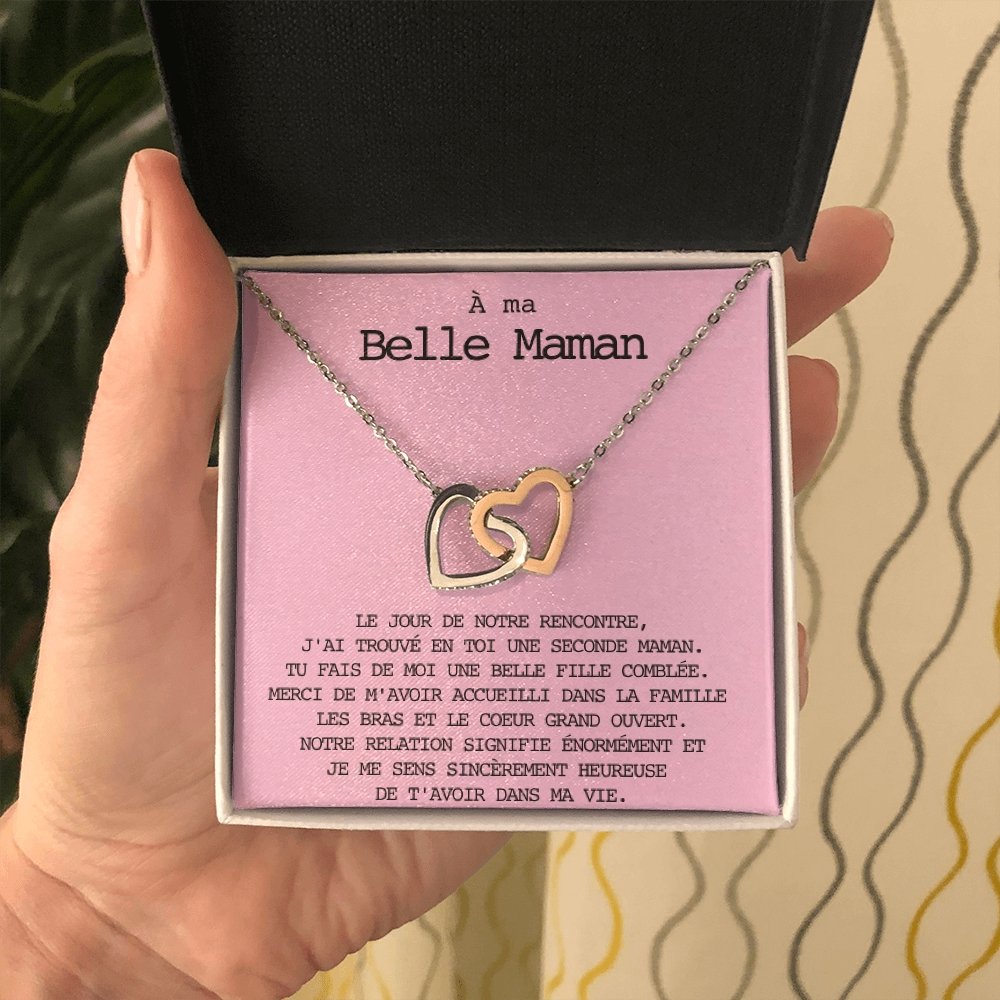 À ma
Belle Maman
LE JOUR DE NOTRE RENCONTRE,
J'AI TROUVÉ EN TOI UNE SECONDE MAMAN.
TU FAIS DE MOI UNE BELLE FILLE COMBLÉE.
MERCI DE M'AVOIR ACCUEILLI DANS LA FAMILLE
LES BRAS ET LE COEUR GRAND OUVERT.
NOTRE RELATION SIGNIFIE ÉNORMÉMENT ET
JE ME SENS SINCÈREMENT HEUREUSE
DE T'AVOIR DANS MA VIE.